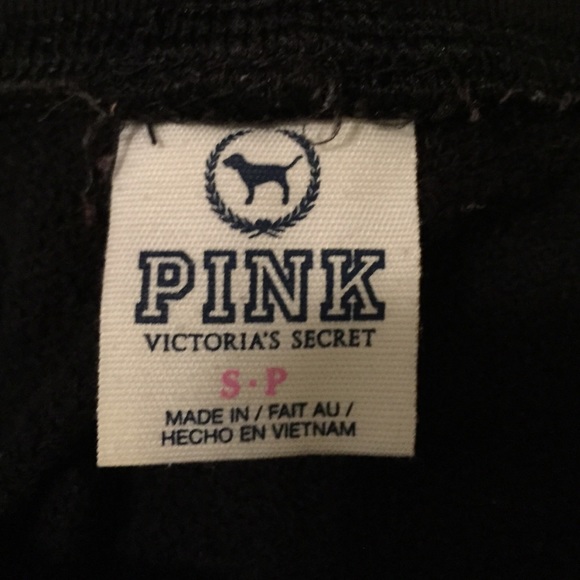 PINK
VICTORIA'S SECRET
S·P
MADE IN / FAIT AU /
HECHO EN VIETNAM